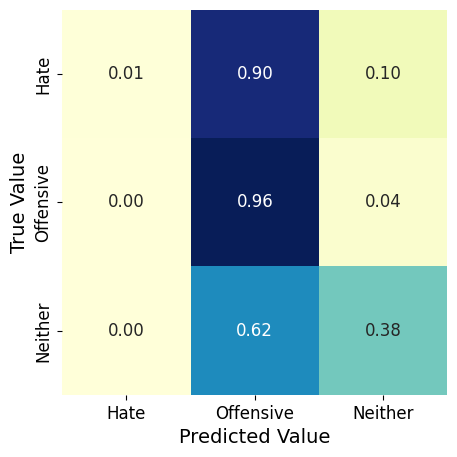 True Value
Hate 0.01 0.90 0.10
Offensive 0.00 0.96 0.04
Neither 0.00 0.62 0.38
Hate Offensive Neither
Predicted Value